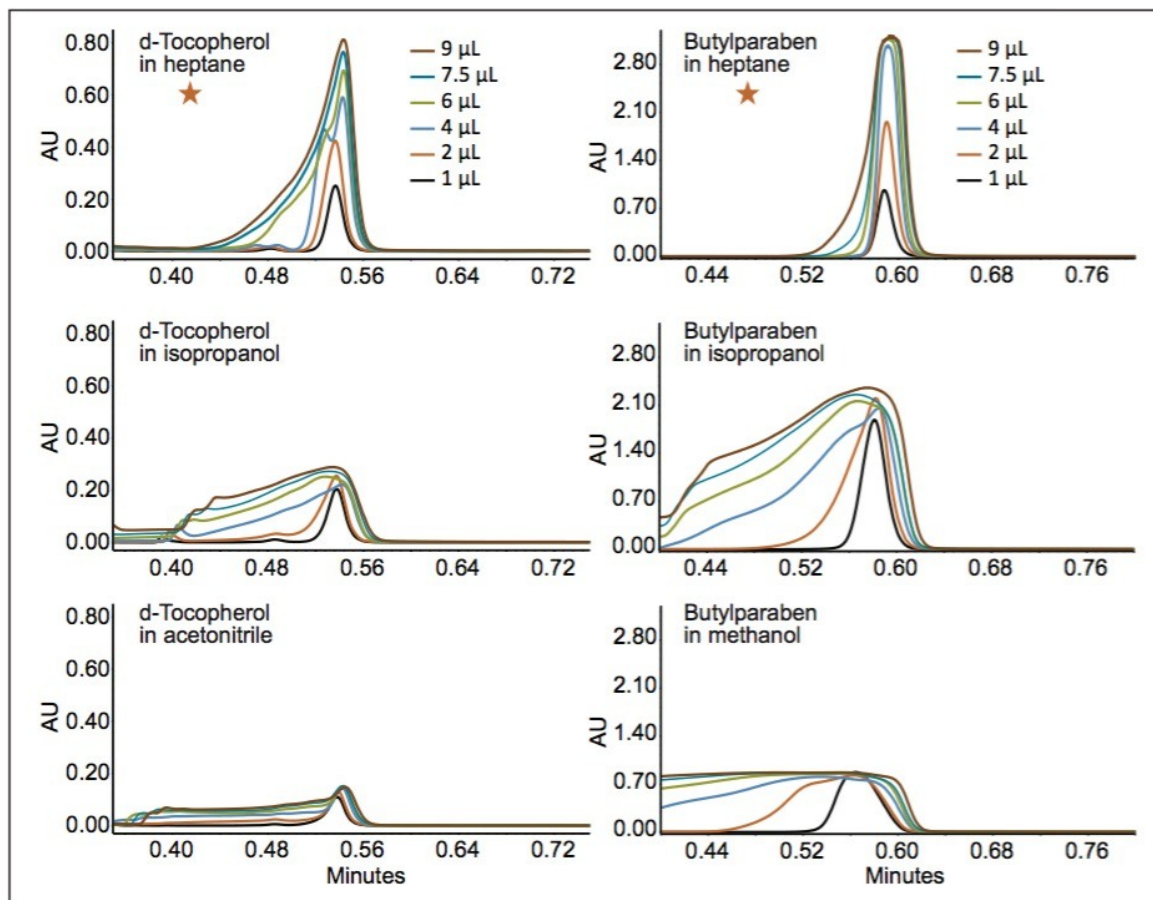 d-Tocopherol
in heptane
9 µL
7.5 µL
6 µL
4 µL
2 µL
1 µL
AU
0.80
0.60
0.40
0.20
0.00
0.40 0.48 0.56 0.64 0.72
Butylparaben
in heptane
9 µL
7.5 µL
6 µL
4 µL
2 µL
1 µL
AU
2.80
2.10
1.40
0.70
0.00
0.44 0.52 0.60 0.68 0.76
d-Tocopherol
in isopropanol
AU
0.80
0.60
0.40
0.20
0.00
0.40 0.48 0.56 0.64 0.72
Butylparaben
in isopropanol
AU
2.80
2.10
1.40
0.70
0.00
0.44 0.52 0.60 0.68 0.76
d-Tocopherol
in acetonitrile
AU
0.80
0.60
0.40
0.20
0.00
0.40 0.48 0.56 0.64 0.72
Minutes
Butylparaben
in methanol
AU
2.80
2.10
1.40
0.70
0.00
0.44 0.52 0.60 0.68 0.76
Minutes